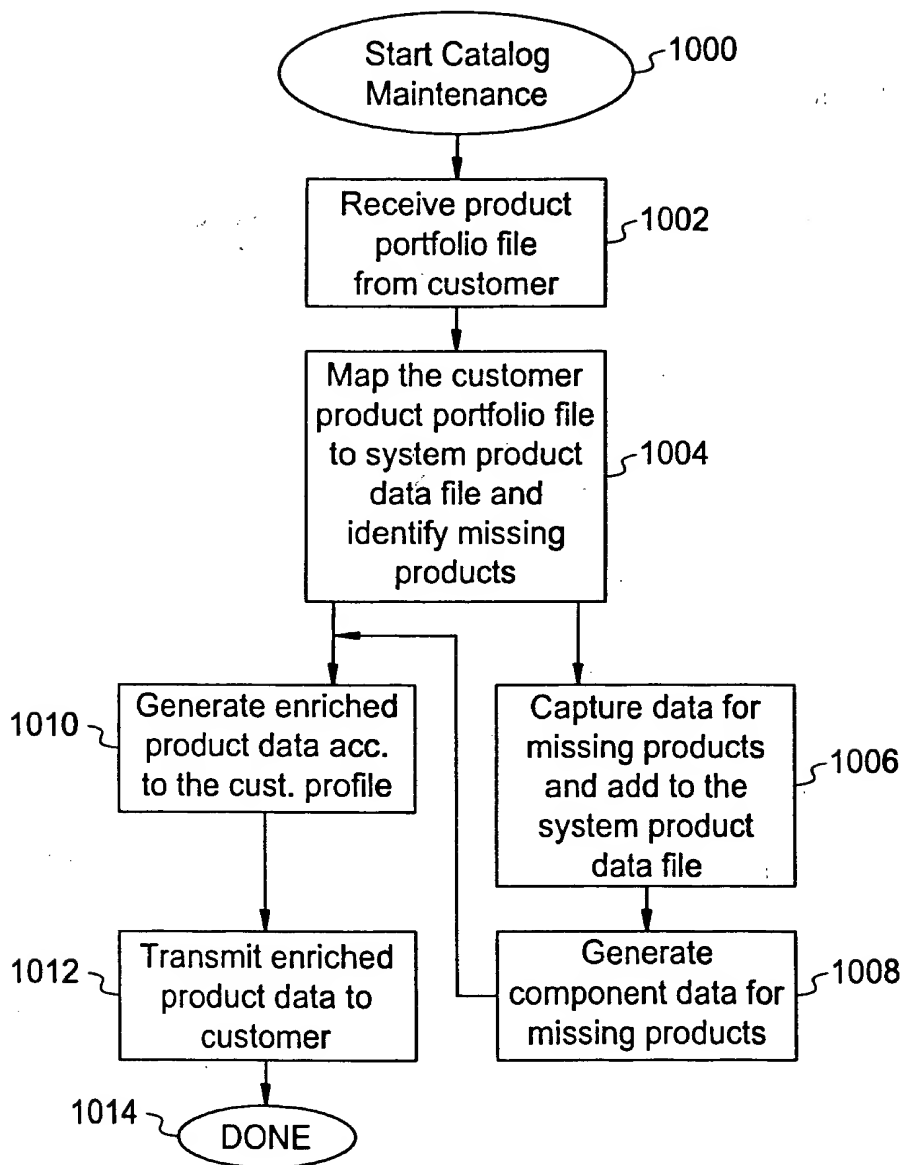 Start Catalog
Maintenance
1000
Receive product
portfolio file
from customer
1002
Map the customer
product portfolio file
to system product
data file and
identify missing
products
1004
1010
Generate enriched
product data acc.
to the cust. profile
Capture data for
missing products
and add to the
system product
data file
1006
1012
Transmit enriched
product data to
customer
Generate
component data for
missing products
1008
1014
DONE